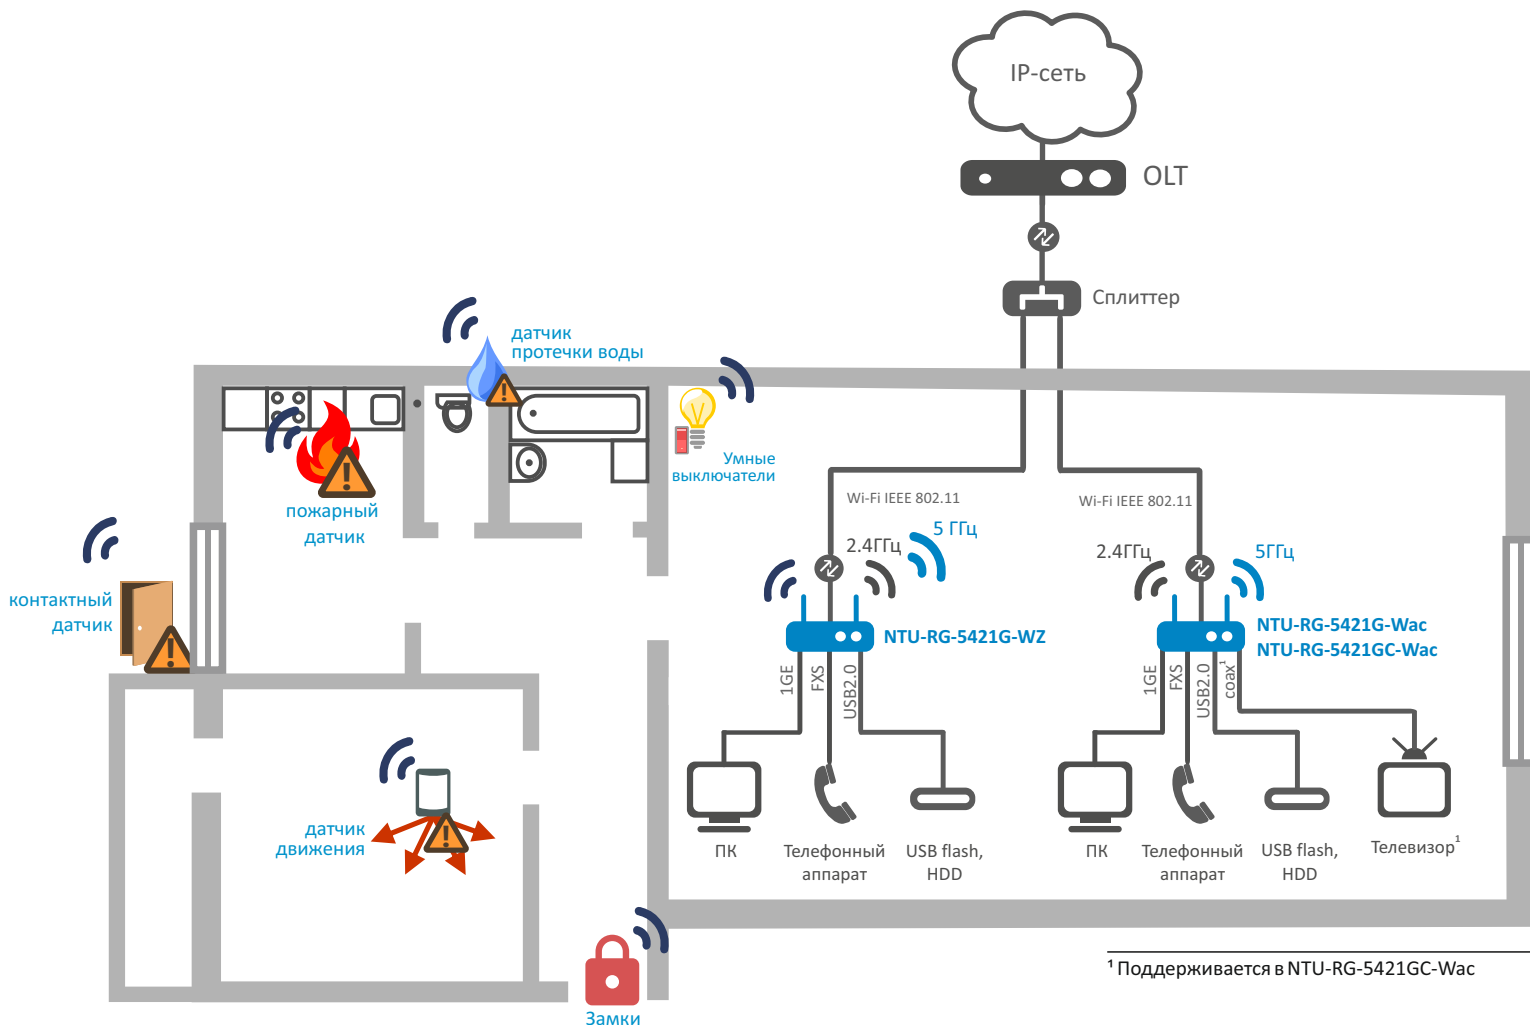 IP-сеть
OLT
Сплиттер
датчик
протечки воды
Умные
выключатели
пожарный
датчик
контактный
датчик
датчик
движения
Замки
Wi-Fi IEEE 802.11
5 ГГц
2.4ГГц
NTU-RG-5421G-WZ
1GE
FXS
USB2.0
ПК
Телефонный
аппарат
USB flash,
HDD
Wi-Fi IEEE 802.11
2.4ГГц
5ГГц
NTU-RG-5421G-Wac
NTU-RG-5421GC-Wac
1GE
FXS
USB2.0
coax¹
ПК
Телефонный
аппарат
USB flash,
HDD
Телевизор¹
¹ Поддерживается в NTU-RG-5421GC-Wac